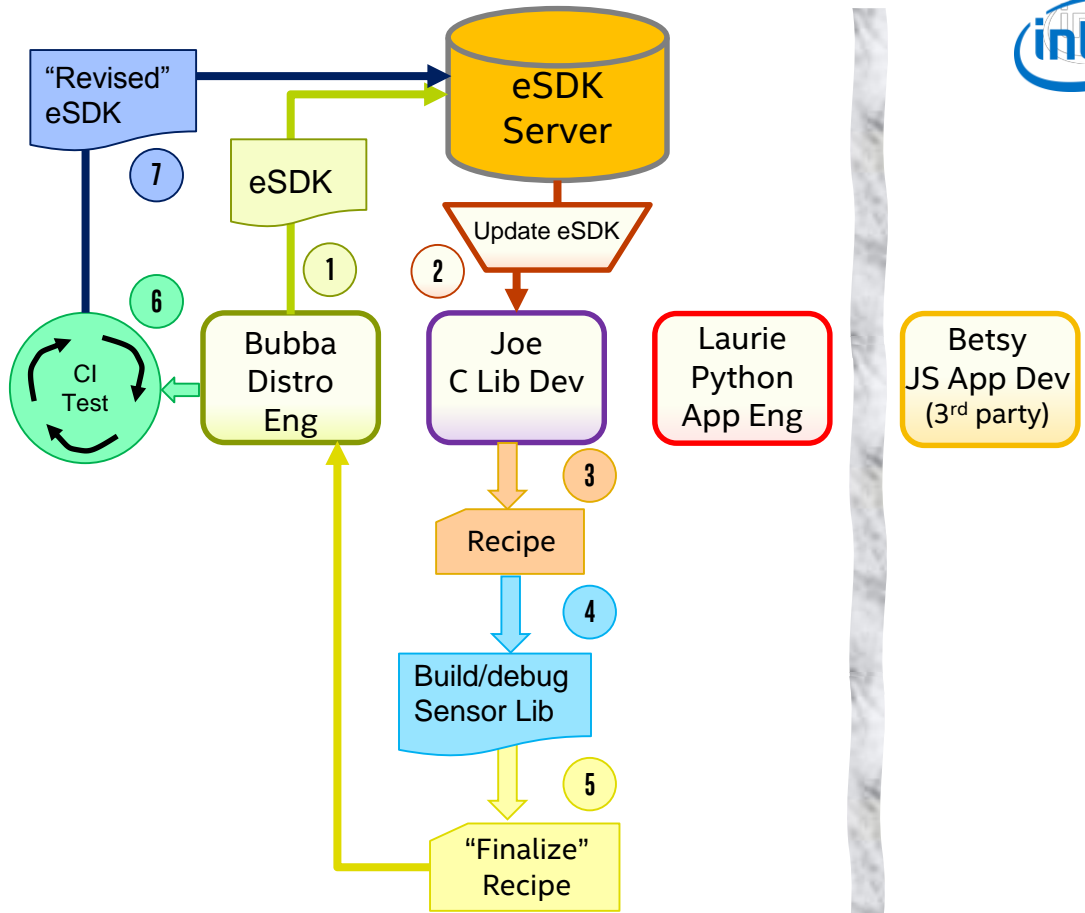 “Revised”
eSDK
7
eSDK
1
eSDK
Server
Update eSDK
2
6
CI
Test
Bubba
Distro
Eng
Joe
C Lib Dev
Laurie
Python
App Eng
Betsy
JS App Dev
(3rd party)
3
Recipe
4
Build/debug
Sensor Lib
5
“Finalize”
Recipe